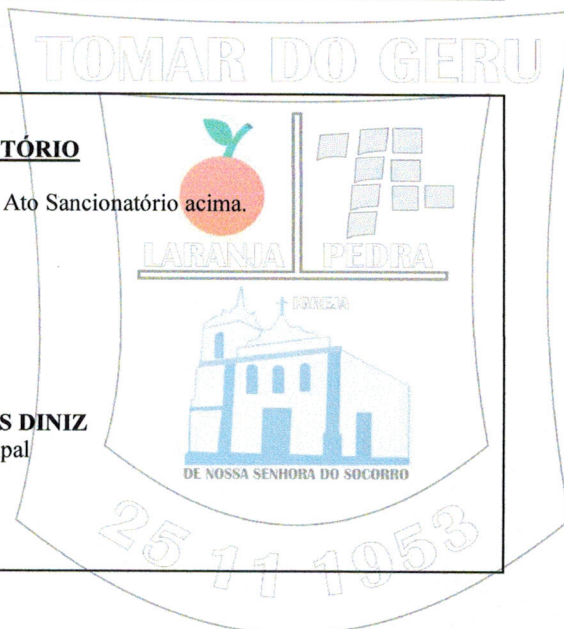 TOMAR DO GERU
TÓRIO
Ato Sancionatório acima.
LARANJA
PEDRA
IGREJA
S DINIZ
pal
DE NOSSA SENHORA DO SOCORRO
25 11 1953